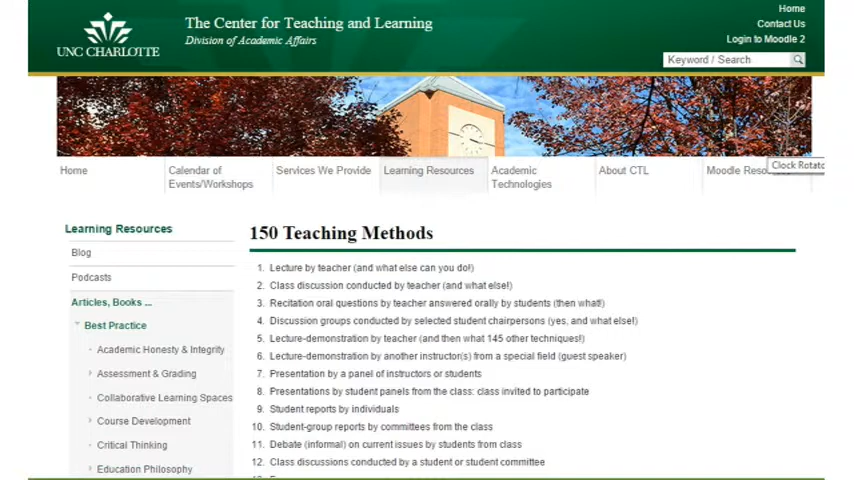 UNC CHARLOTTE
The Center for Teaching and Learning
Division of Academic Affairs
Home
Contact Us
Login to Moodle 2
Keyword / Search
Clock Rotato
Home
Calendar of
Events/Workshops
Services We Provide
Learning Resources
Academic
Technologies
About CTL
Moodle
Learning Resources
Blog
Podcasts
Articles, Books ...
Best Practice
Academic Honesty & Integrity
Assessment & Grading
Collaborative Learning Spaces
Course Development
Critical Thinking
Education Philosophy
150 Teaching Methods
1. Lecture by teacher (and what else can you do!)
2. Class discussion conducted by teacher (and what else!)
3. Recitation oral questions by teacher answered orally by students (then what!)
4. Discussion groups conducted by selected student chairpersons (yes, and what else!)
5. Lecture-demonstration by teacher (and then what 145 other techniques!)
6. Lecture-demonstration by another instructor(s) from a special field (guest speaker)
7. Presentation by a panel of instructors or students
8. Presentations by student panels from the class: class invited to participate
9. Student reports by individuals
10. Student-group reports by committees from the class
11. Debate (informal) on current issues by students from class
12. Class discussions conducted by a student or student committee